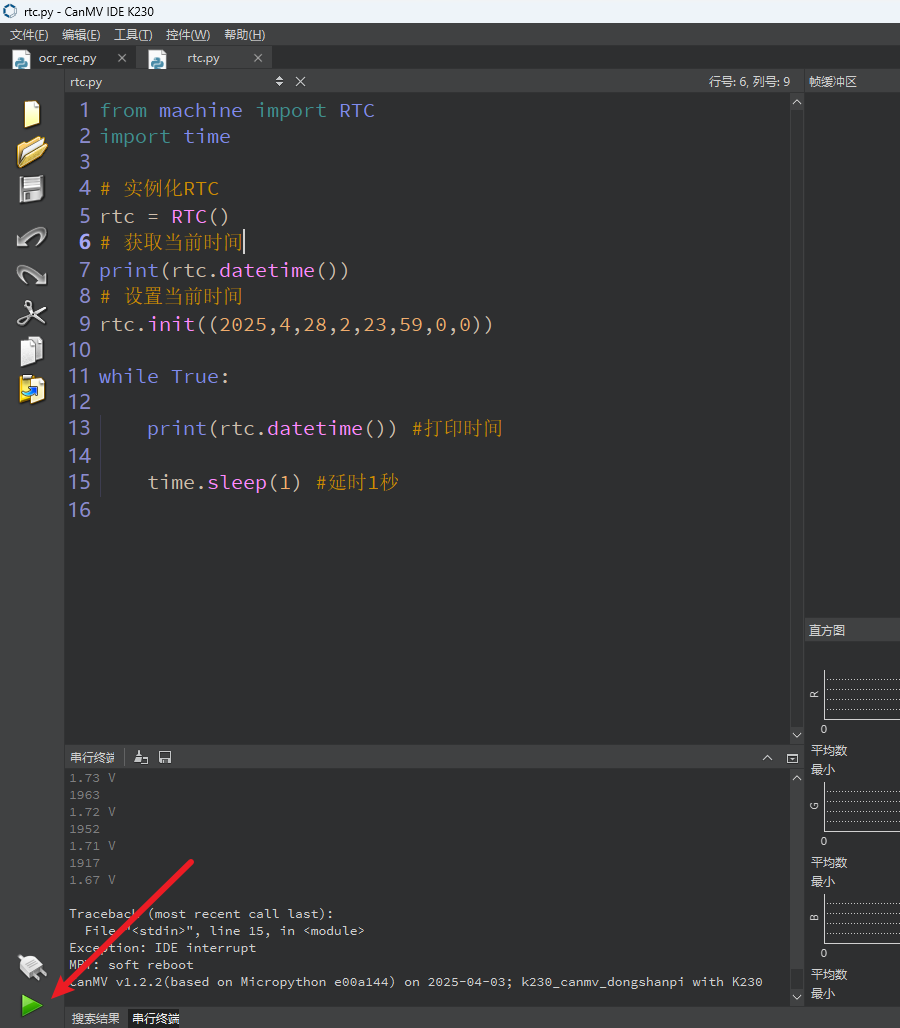 rtc.py - CanMV IDE K230
文件(F) 编辑(E) 工具(T) 控件(W) 帮助(H)
ocr_rec.py rtc.py
rtc.py 行号: 6, 列号: 9 帧缓冲区
1 from machine import RTC
2 import time
3
4 # 实例化RTC
5 rtc = RTC()
6 # 获取当前时间
7 print(rtc.datetime())
8 # 设置当前时间
9 rtc.init((2025,4,28,2,23,59,0,0))
10
11 while True:
12
13     print(rtc.datetime()) #打印时间
14
15     time.sleep(1) #延时1秒
16
直方图
R
0
平均数
最小
G
0
平均数
最小
B
0
平均数
最小
串行终端
1.73 V
1963
1.72 V
1952
1.71 V
1917
1.67 V
Traceback (most recent call last):
  File "<stdin>", line 15, in <module>
Exception: IDE interrupt
MPY: soft reboot
CanMV v1.2.2(based on Micropython e00a144) on 2025-04-03; k230_canmv_dongshanpi with K230
搜索结果 串行终端